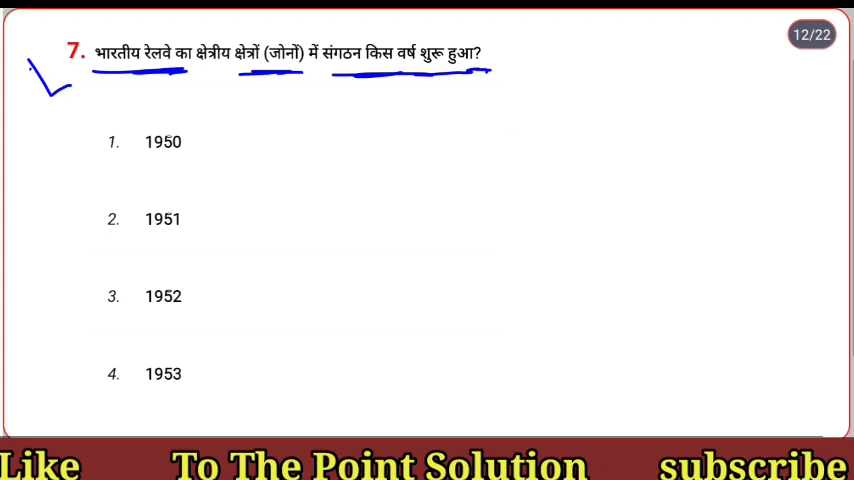 12/22
7. भारतीय रेलवे का क्षेत्रीय क्षेत्रों (जोनों) में संगठन किस वर्ष शुरू हुआ?
1. 1950
2. 1951
3. 1952
4. 1953
Like To The Point Solution subscribe